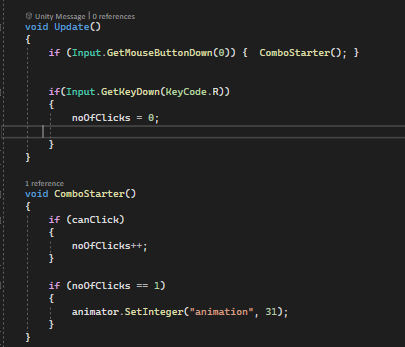 Unity Message | 0 references
void Update()
{
if (Input.GetMouseButtonDown(0)) { ComboStarter(); }
if(Input.GetKeyDown(KeyCode.R))
{
noOfClicks = 0;
}
}
1 reference
void ComboStarter()
{
if (canClick)
{
noOfClicks++;
}
if (noOfClicks == 1)
{
animator.SetInteger("animation", 31);
}
}